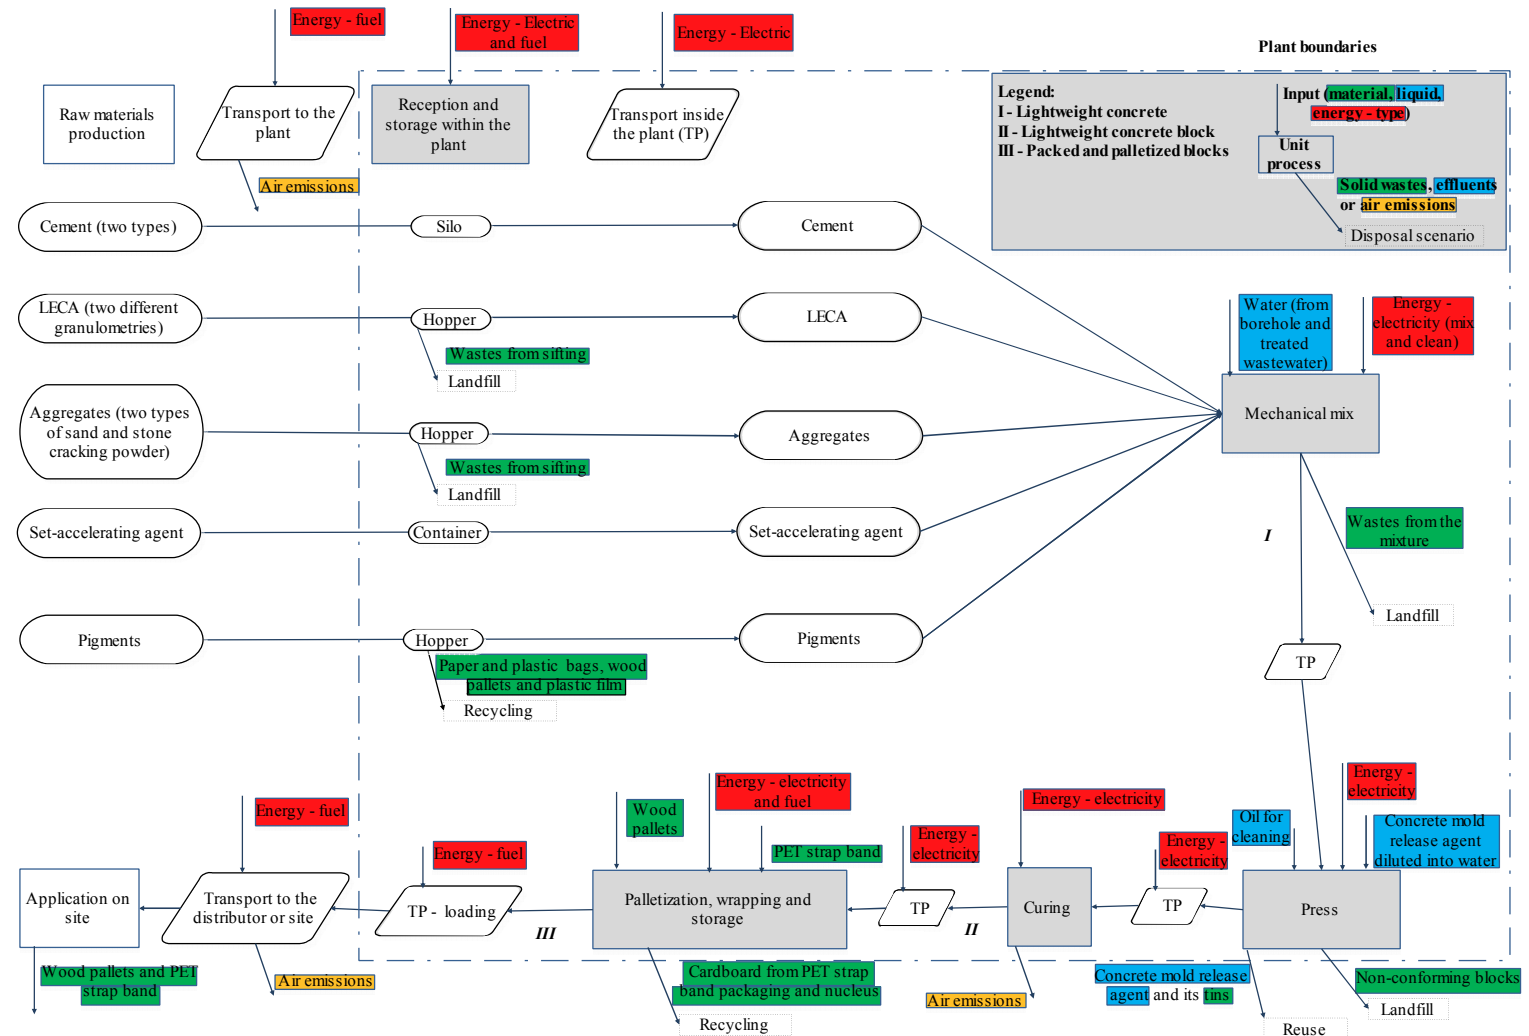 Energy - fuel
Energy - Electric
and fuel
Energy - Electric
Plant boundaries
Raw materials
production
Transport to the
plant
Reception and
storage within the
plant
Transport inside
the plant (TP)
Legend:
I - Lightweight concrete
II - Lightweight concrete block
III - Packed and palletized blocks
Input (material, liquid,
energy - type)
Unit
process
Solid wastes, effluents
or air emissions
Disposal scenario
Air emissions
Cement (two types)
Silo
Cement
LECA (two different
granulometries)
Hopper
LECA
Wastes from sifting
Landfill
Water (from
borehole and
treated
wastewater)
Energy -
electricity (mix
and clean)
Mechanical mix
Aggregates (two types
of sand and stone
cracking powder)
Hopper
Aggregates
Wastes from sifting
Landfill
Set-accelerating agent
Container
Set-accelerating agent
I
Wastes from the
mixture
Landfill
Pigments
Hopper
Pigments
Paper and plastic bags, wood
pallets and plastic film
Recycling
TP
Energy - fuel
Energy - fuel
Wood
pallets
Energy - electricity
and fuel
PET strap band
Energy -
electricity
Energy - electricity
Energy -
electricity
Oil for
cleaning
Energy -
electricity
Concrete mold
release agent
diluted into water
Application on
site
Transport to the
distributor or site
TP - loading
III
Palletization, wrapping and
storage
TP
II
Curing
TP
Press
Wood pallets and PET
strap band
Air emissions
Cardboard from PET strap
band packaging and nucleus
Recycling
Air emissions
Concrete mold release
agent and its tins
Reuse
Non-conforming blocks
Landfill